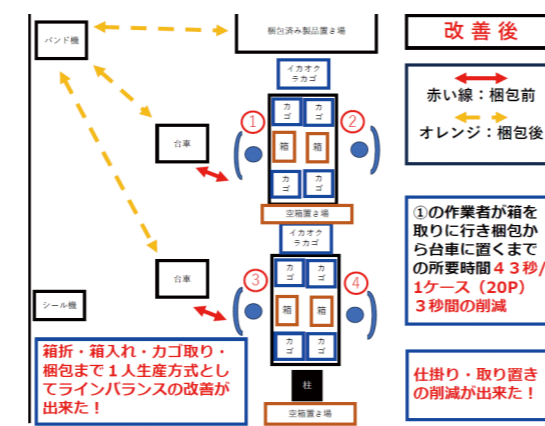 バンド機
梱包済み製品置き場
改善後
イカオク
ラカゴ
赤い線：梱包前
オレンジ：梱包後
カゴ
カゴ
①
②
台車
箱
箱
カゴ
カゴ
空箱置き場
イカオク
ラカゴ
①の作業者が箱を
取りに行き梱包か
ら台車に置くまで
の所要時間４３秒/
1ケース（20P）
３秒間の削減
カゴ
カゴ
台車
③
④
箱
箱
シール機
カゴ
カゴ
箱折・箱入れ・カゴ取り・
梱包まで１人生産方式とし
てラインバランスの改善が
出来た！
柱
仕掛り・取り置き
の削減が出来た！
空箱置き場